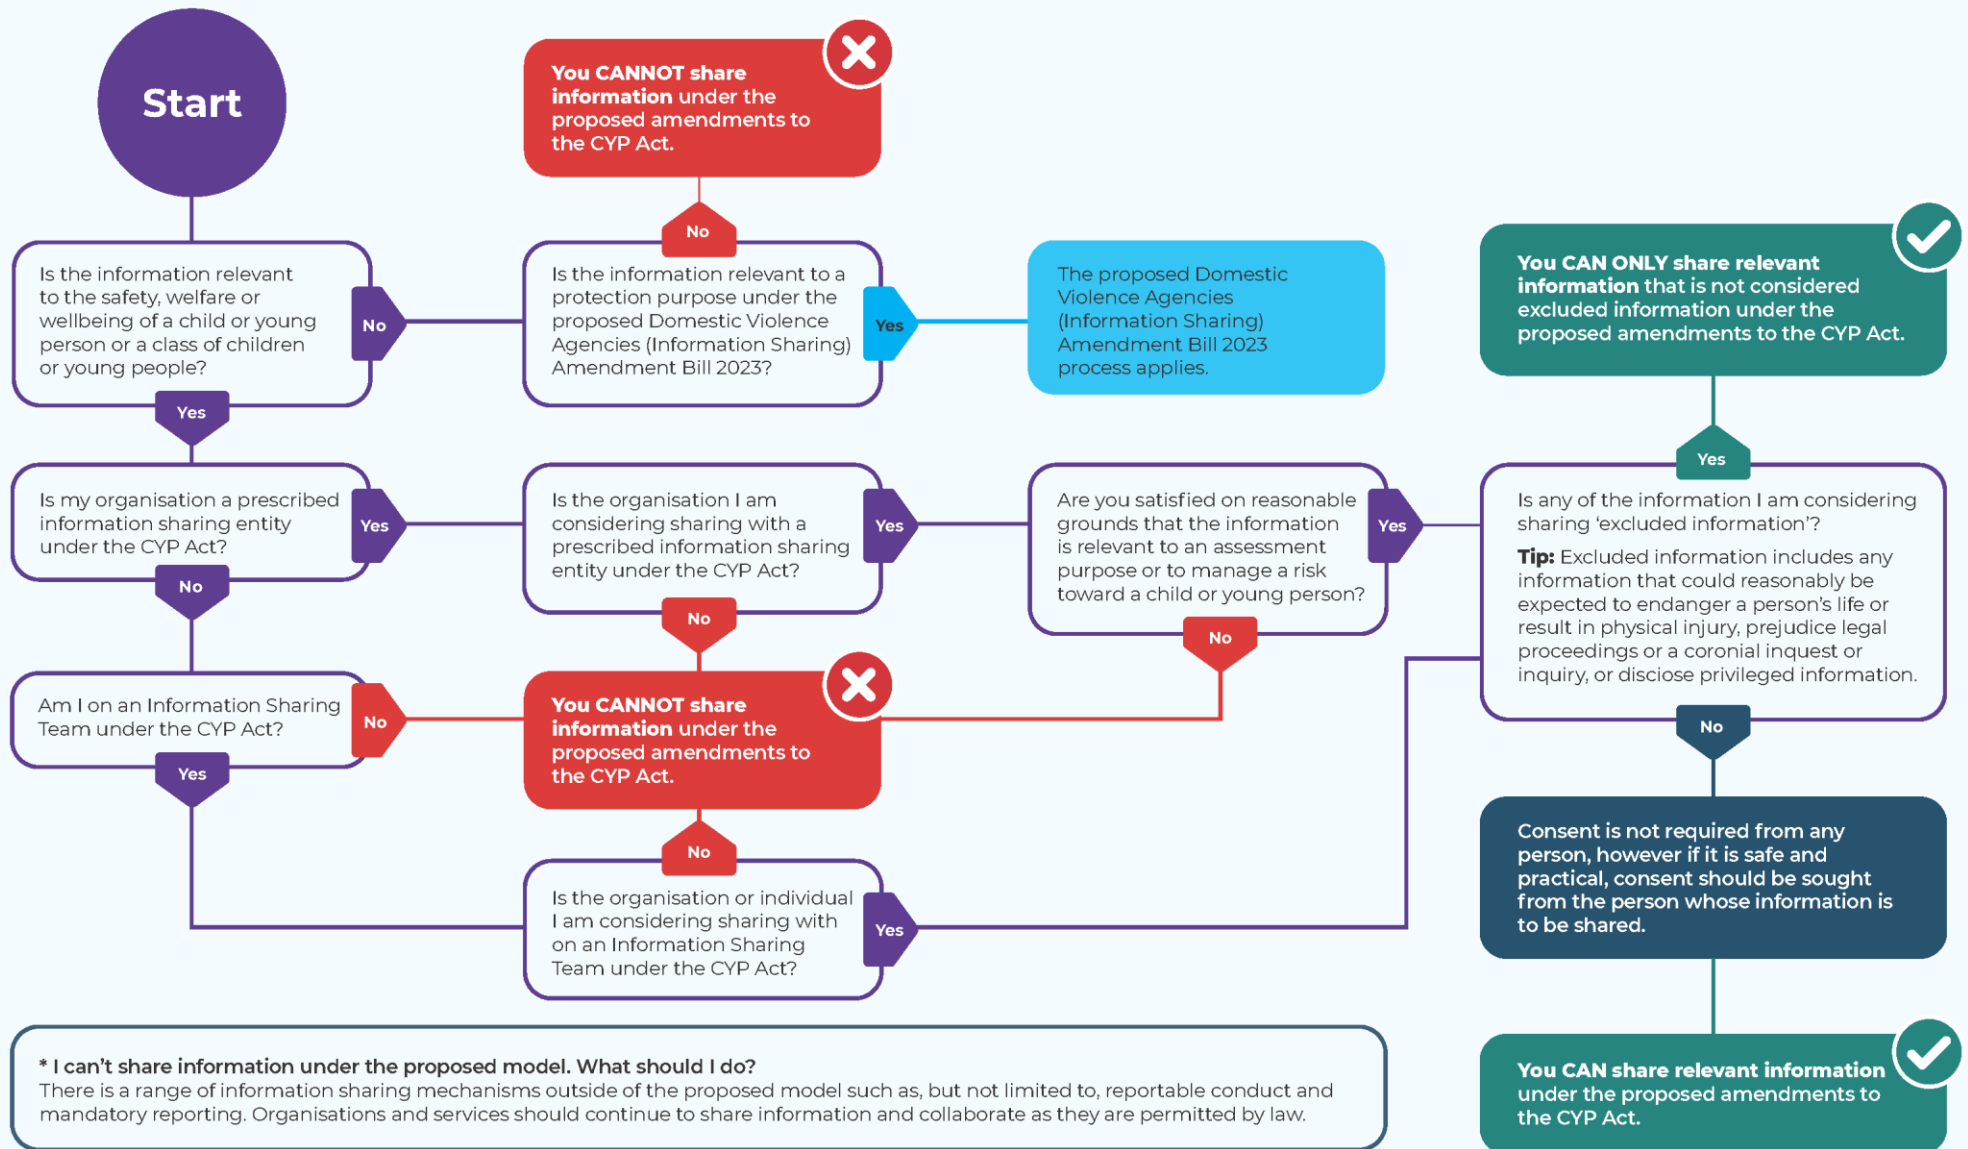 Start
You CANNOT share
information under the
proposed amendments to
the CYP Act.
No
Is the information relevant
to the safety, welfare or
wellbeing of a child or young
person or a class of children
or young people?
No
Yes
Is the information relevant to a
protection purpose under the
proposed Domestic Violence
Agencies (Information Sharing)
Amendment Bill 2023?
Yes
The proposed Domestic
Violence Agencies
(Information Sharing)
Amendment Bill 2023
process applies.
You CAN ONLY share relevant
information that is not considered
excluded information under the
proposed amendments to the CYP Act.
Yes
Is my organisation a prescribed
information sharing entity
under the CYP Act?
Yes
No
Is the organisation I am
considering sharing with a
prescribed information sharing
entity under the CYP Act?
Yes
No
Are you satisfied on reasonable
grounds that the information
is relevant to an assessment
purpose or to manage a risk
toward a child or young person?
Yes
No
Is any of the information I am considering
sharing ‘excluded information’?
Tip: Excluded information includes any
information that could reasonably be
expected to endanger a person’s life or
result in physical injury, prejudice legal
proceedings or a coronial inquest or
inquiry, or disclose privileged information.
No
Am I on an Information Sharing
Team under the CYP Act?
No
Yes
You CANNOT share
information under the
proposed amendments to
the CYP Act.
No
Is the organisation or individual
I am considering sharing with
on an Information Sharing
Team under the CYP Act?
Yes
Consent is not required from any
person, however if it is safe and
practical, consent should be sought
from the person whose information is
to be shared.
You CAN share relevant information
under the proposed amendments to
the CYP Act.
* I can’t share information under the proposed model. What should I do?
There is a range of information sharing mechanisms outside of the proposed model such as, but not limited to, reportable conduct and
mandatory reporting. Organisations and services should continue to share information and collaborate as they are permitted by law.